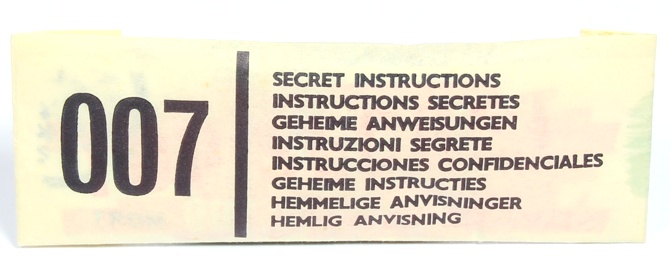 007
SECRET INSTRUCTIONS
INSTRUCTIONS SECRETES
GEHEIME ANWEISUNGEN
INSTRUZIONI SEGRETE
INSTRUCCIONES CONFIDENCIALES
GEHEIME INSTRUCTIES
HEMMELIGE ANVISNINGER
HEMLIG ANVISNING